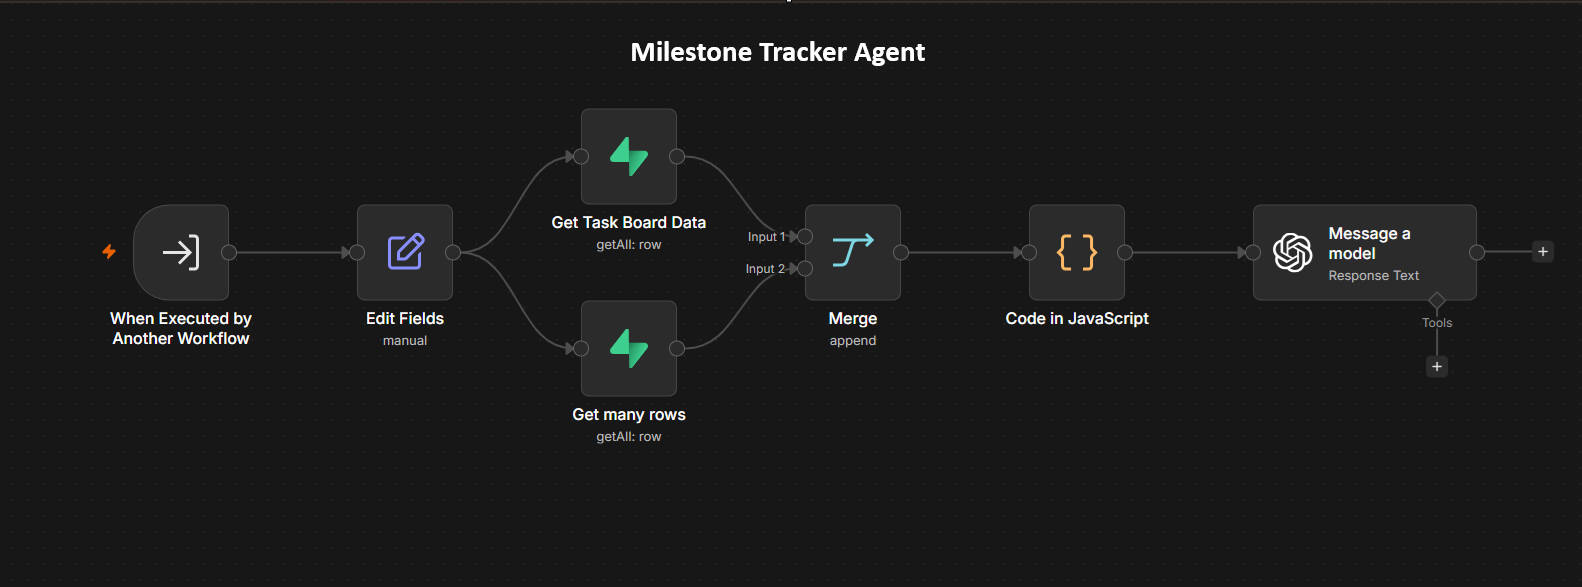 Milestone Tracker Agent
When Executed by
Another Workflow
Edit Fields
manual
Get Task Board Data
getAll: row
Get many rows
getAll: row
Input 1
Input 2
Merge
append
Code in JavaScript
Message a
model
Response Text
Tools